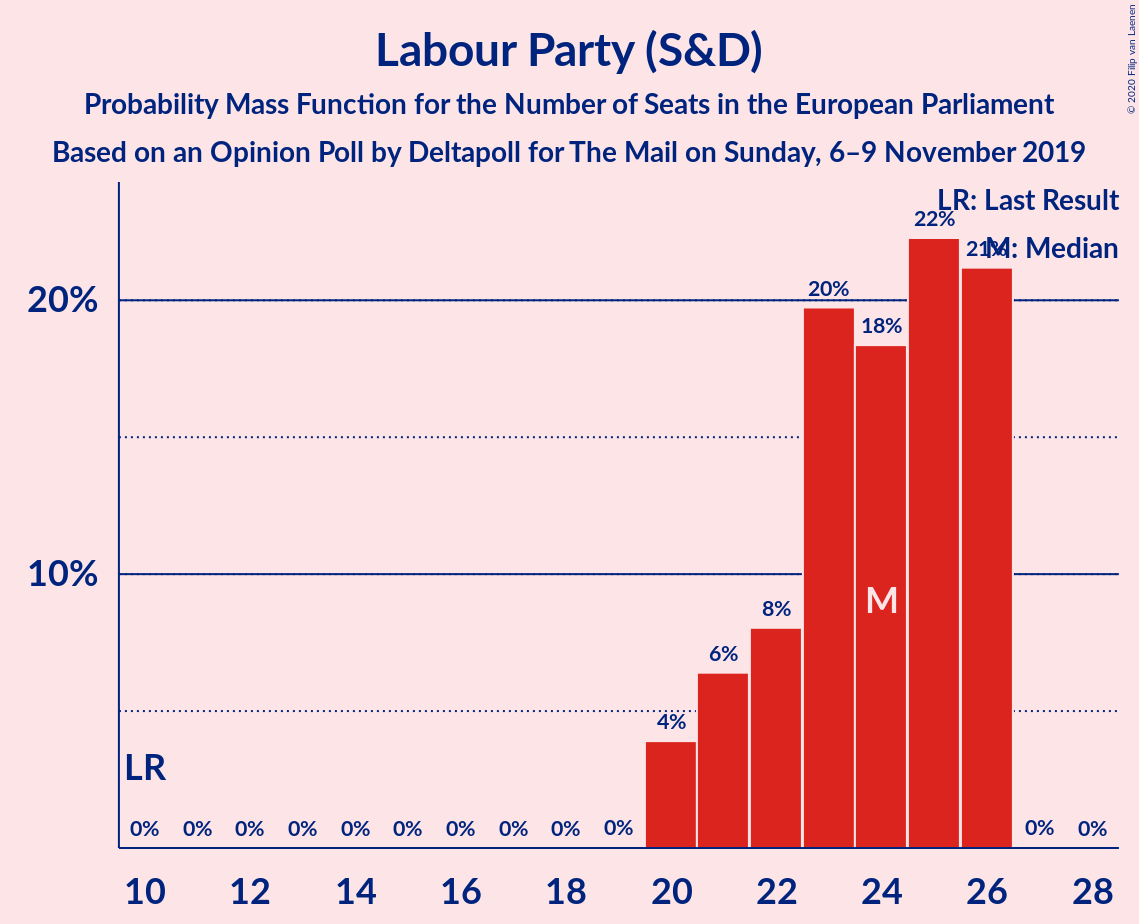 Labour Party (S&D)
Probability Mass Function for the Number of Seats in the European Parliament
Based on an Opinion Poll by Deltapoll for The Mail on Sunday, 6–9 November 2019
© 2020 Filip van Laenen
LR: Last Result
M: Median
20%
10%
LR
M
0% 0% 0% 0% 0% 0% 0% 0% 0% 0% 4% 6% 8% 20% 18% 22% 21% 0% 0%
10 12 14 16 18 20 22 24 26 28